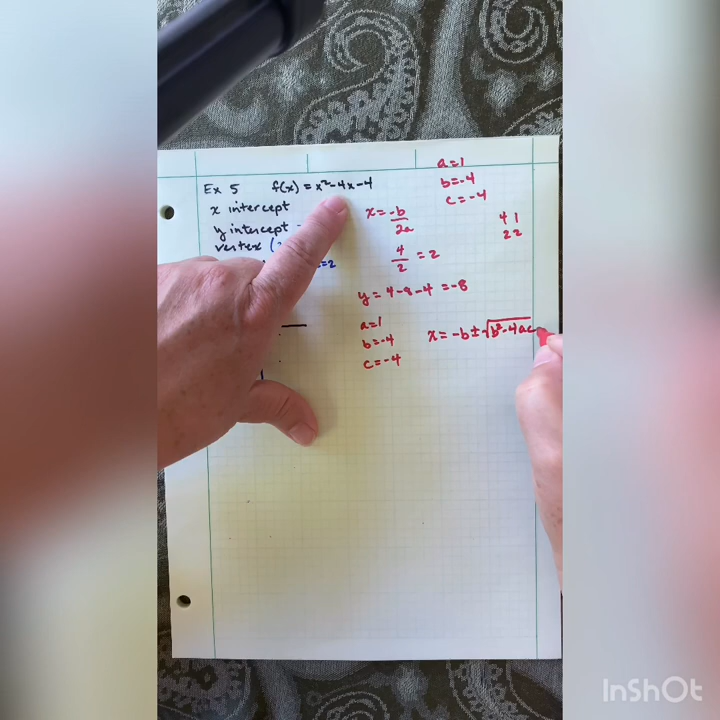 Ex 5 f(x) = x² - 4x - 4
x intercept
y intercept
vertex (
=2
a=1
b=-4
c=-4
x = -b
2a
4
2 = 2
4 1
2 2
y = 4 - 8 - 4 = -8
a=1
b=-4
c=-4
x = -b ± √b² - 4ac
InShOt